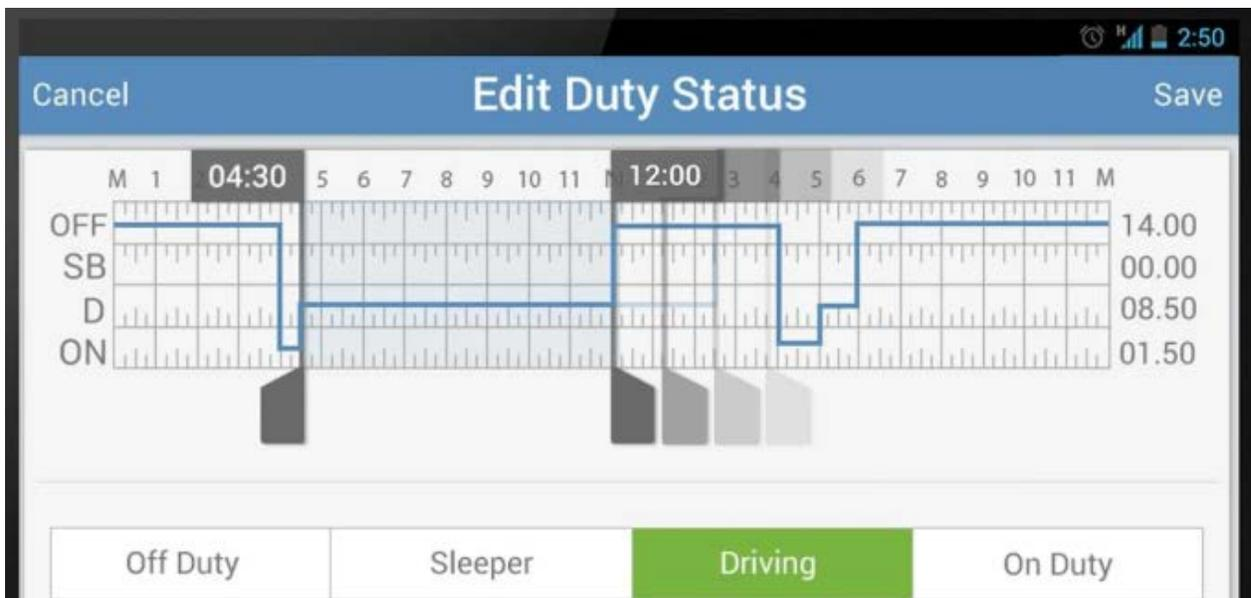 H 2:50
Cancel Edit Duty Status Save
M 1 2 04:30 5 6 7 8 9 10 11 N 12:00 3 4 5 6 7 8 9 10 11 M
OFF 14.00
SB 00.00
D 08.50
ON 01.50
Off Duty Sleeper Driving On Duty